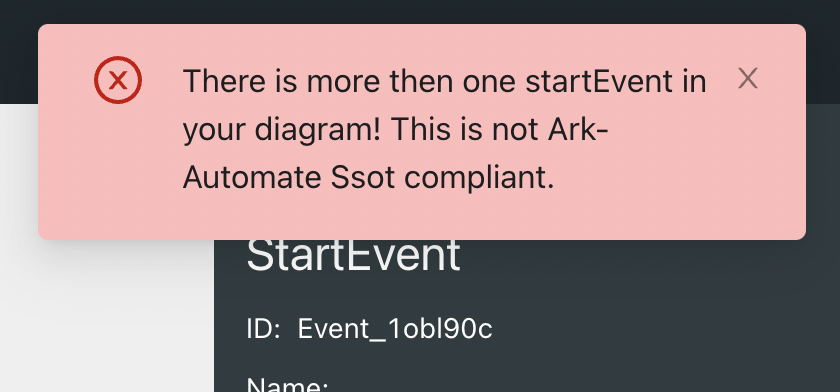 There is more then one startEvent in
your diagram! This is not Ark-
Automate Ssot compliant.
StartEvent
ID: Event_1obl90c
Name: